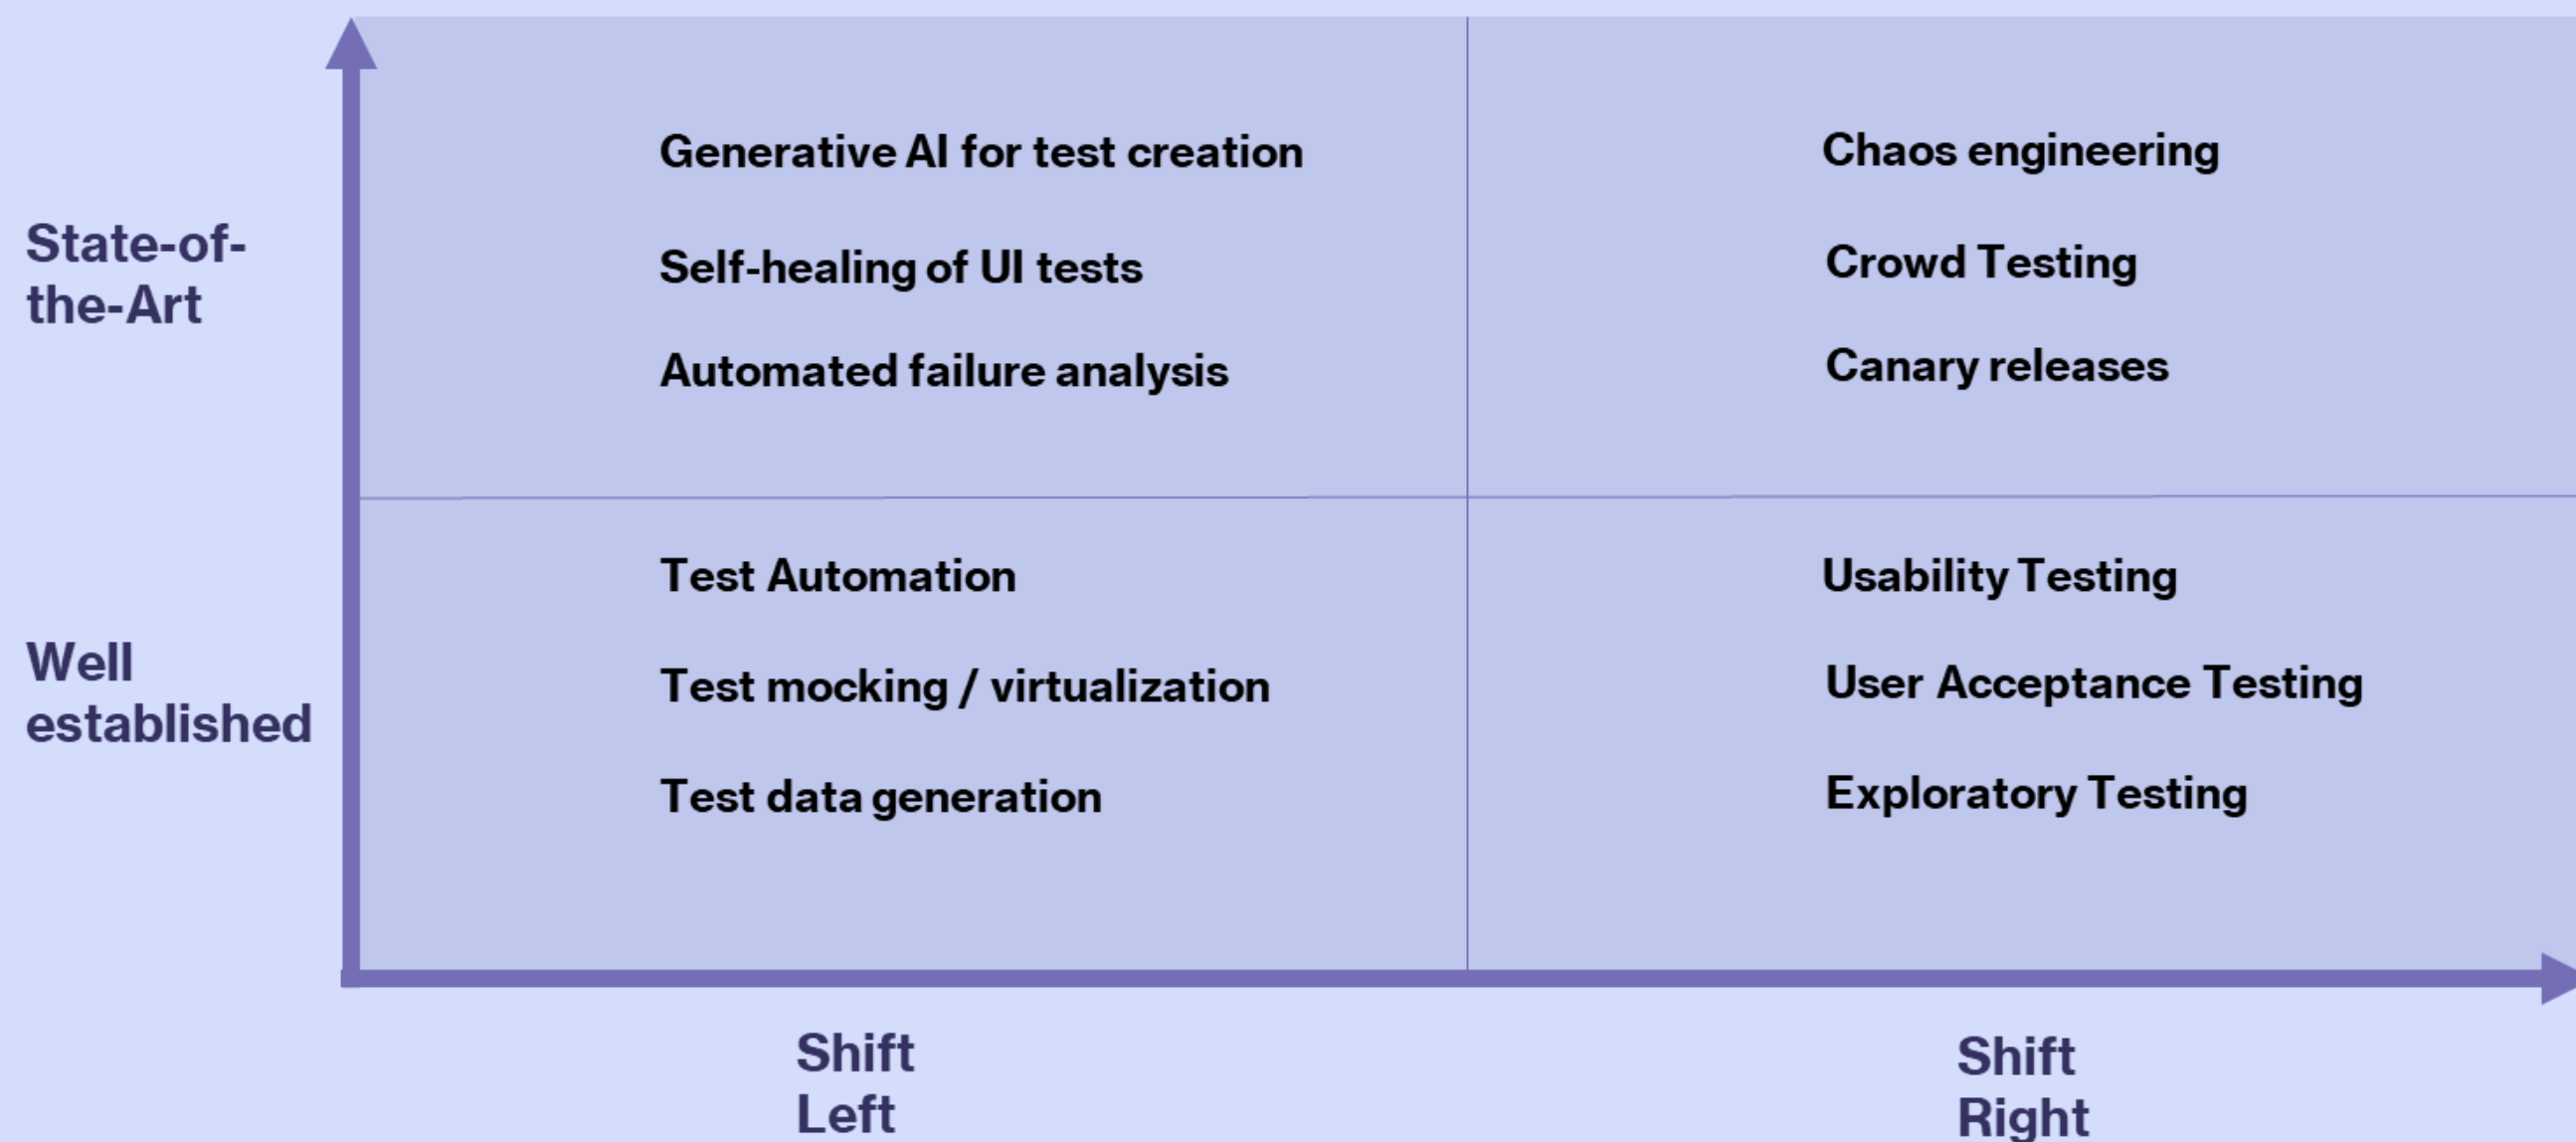 State-of-
the-Art
Generative AI for test creation
Self-healing of UI tests
Automated failure analysis
Chaos engineering
Crowd Testing
Canary releases
Well
established
Test Automation
Test mocking / virtualization
Test data generation
Usability Testing
User Acceptance Testing
Exploratory Testing
Shift
Left
Shift
Right